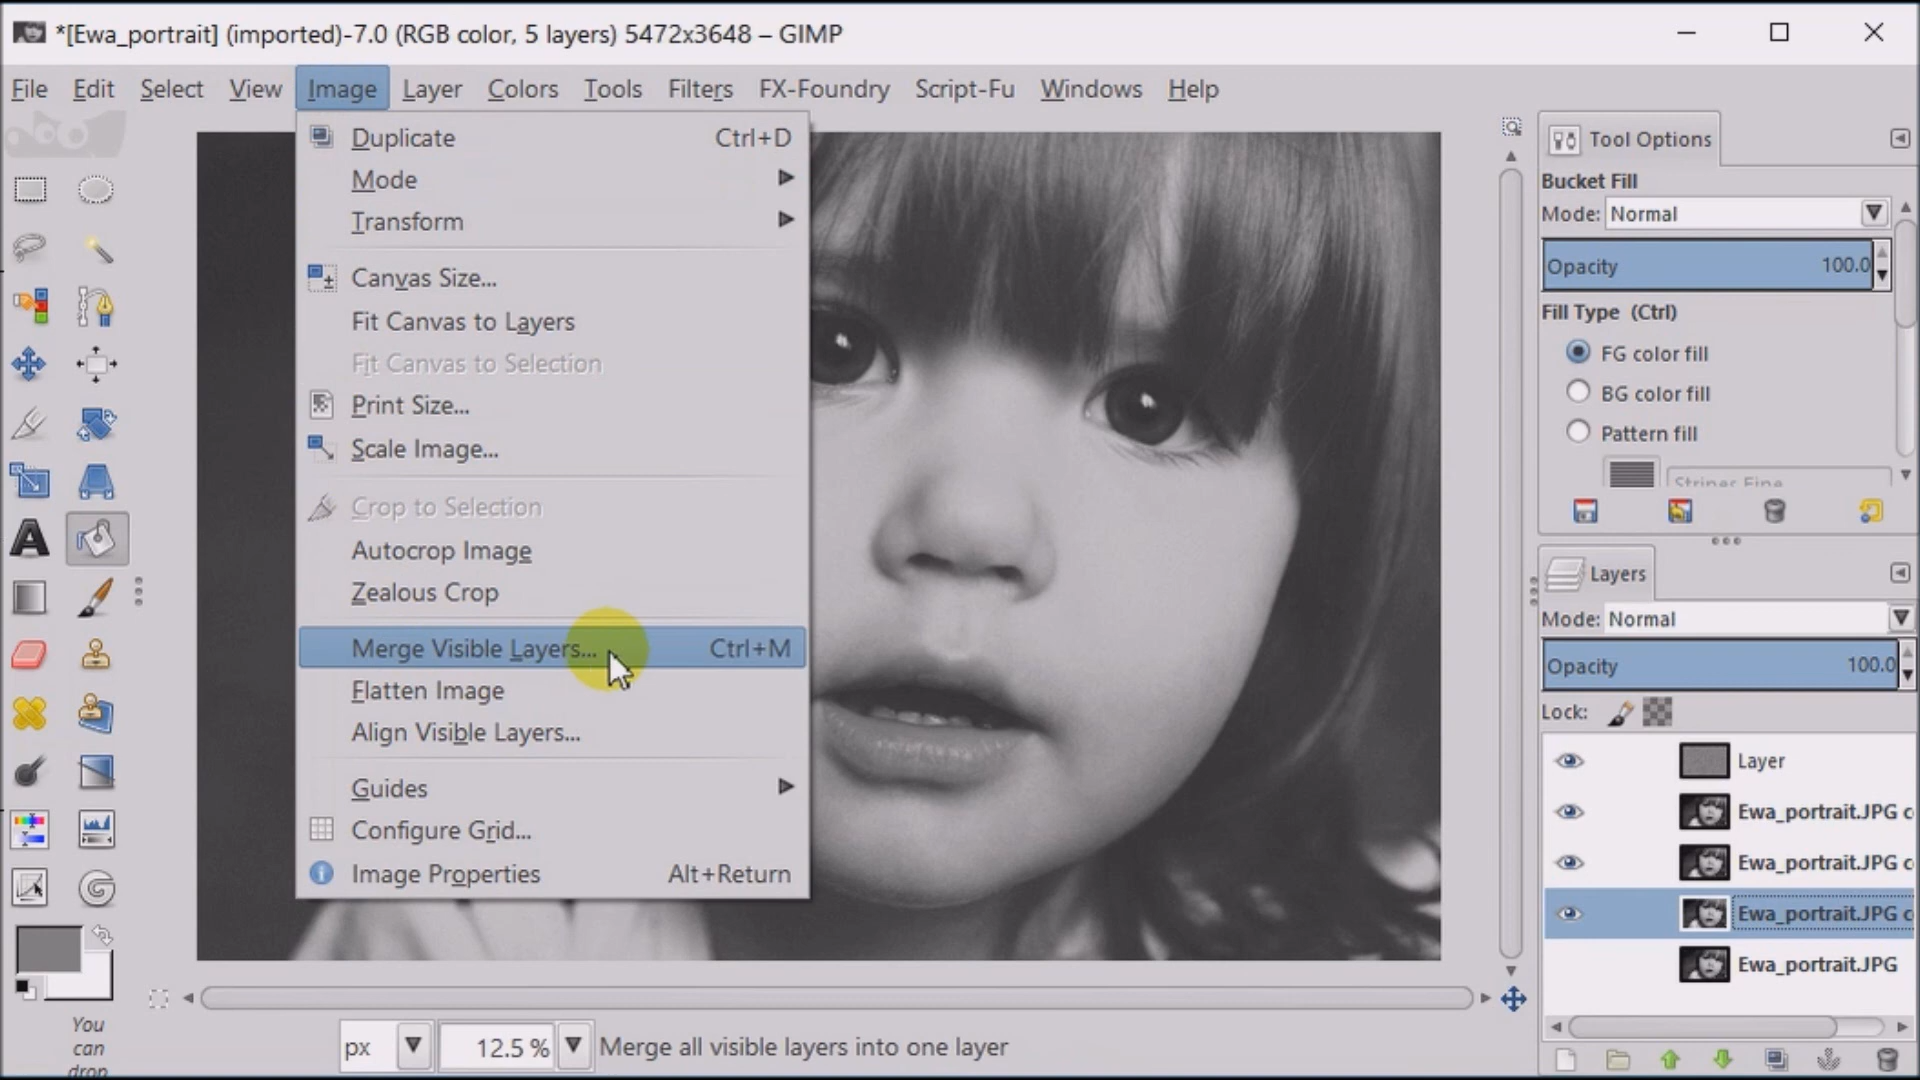 *[Ewa_portrait] (imported)-7.0 (RGB color, 5 layers) 5472x3648 – GIMP
File Edit Select View Image Layer Colors Tools Filters FX-Foundry Script-Fu Windows Help
Duplicate Ctrl+D
Mode
Transform
Canvas Size...
Fit Canvas to Layers
Fit Canvas to Selection
Print Size...
Scale Image...
Crop to Selection
Autocrop Image
Zealous Crop
Merge Visible Layers... Ctrl+M
Flatten Image
Align Visible Layers...
Guides
Configure Grid...
Image Properties Alt+Return
Tool Options
Bucket Fill
Mode: Normal
Opacity 100.0
Fill Type (Ctrl)
FG color fill
BG color fill
Pattern fill
Layers
Mode: Normal
Opacity 100.0
Lock:
Layer
Ewa_portrait.JPG c
Ewa_portrait.JPG c
Ewa_portrait.JPG c
Ewa_portrait.JPG
You
can
drop
px 12.5 % Merge all visible layers into one layer